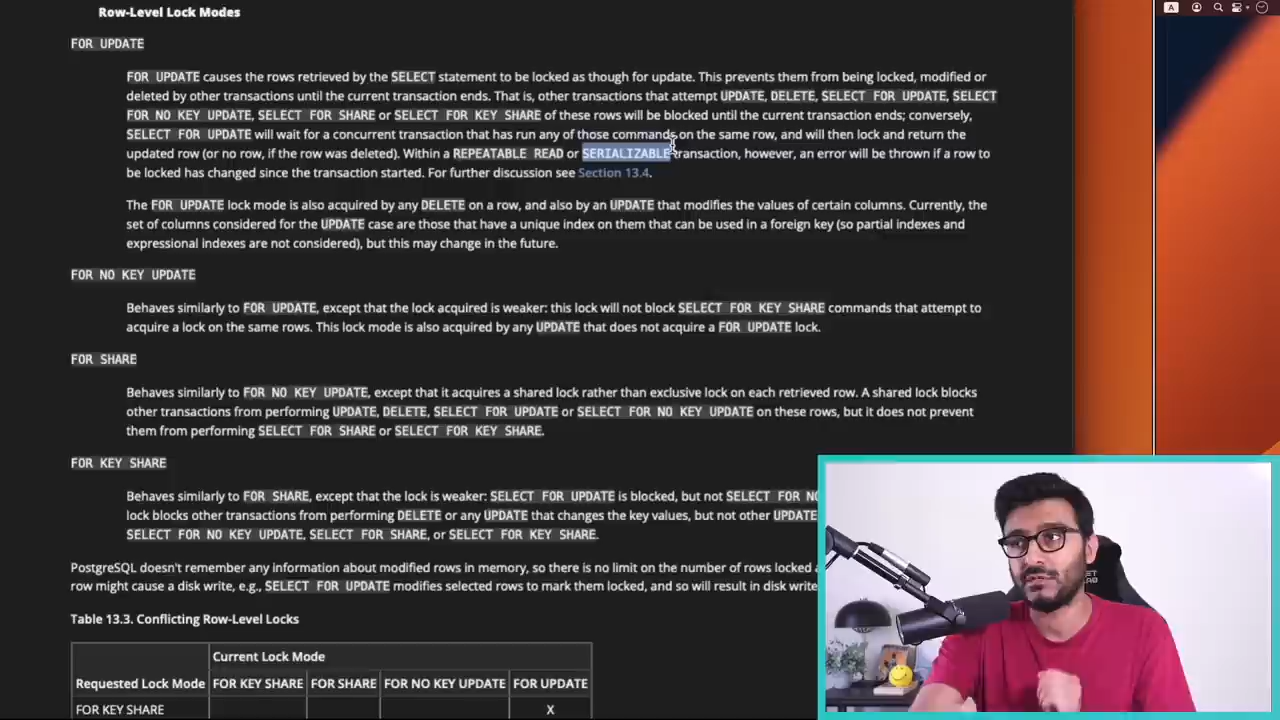 Row-Level Lock Modes
FOR UPDATE
FOR UPDATE causes the rows retrieved by the SELECT statement to be locked as though for update. This prevents them from being locked, modified or
deleted by other transactions until the current transaction ends. That is, other transactions that attempt UPDATE, DELETE, SELECT FOR UPDATE, SELECT
FOR NO KEY UPDATE, SELECT FOR SHARE or SELECT FOR KEY SHARE of these rows will be blocked until the current transaction ends; conversely,
SELECT FOR UPDATE will wait for a concurrent transaction that has run any of those commands on the same row, and will then lock and return the
updated row (or no row, if the row was deleted). Within a REPEATABLE READ or SERIALIZABLE transaction, however, an error will be thrown if a row to
be locked has changed since the transaction started. For further discussion see Section 13.4.
The FOR UPDATE lock mode is also acquired by any DELETE on a row, and also by an UPDATE that modifies the values of certain columns. Currently, the
set of columns considered for the UPDATE case are those that have a unique index on them that can be used in a foreign key (so partial indexes and
expressional indexes are not considered), but this may change in the future.
FOR NO KEY UPDATE
Behaves similarly to FOR UPDATE, except that the lock acquired is weaker: this lock will not block SELECT FOR KEY SHARE commands that attempt to
acquire a lock on the same rows. This lock mode is also acquired by any UPDATE that does not acquire a FOR UPDATE lock.
FOR SHARE
Behaves similarly to FOR NO KEY UPDATE, except that it acquires a shared lock rather than exclusive lock on each retrieved row. A shared lock blocks
other transactions from performing UPDATE, DELETE, SELECT FOR UPDATE or SELECT FOR NO KEY UPDATE on these rows, but it does not prevent
them from performing SELECT FOR SHARE or SELECT FOR KEY SHARE.
FOR KEY SHARE
Behaves similarly to FOR SHARE, except that the lock is weaker: SELECT FOR UPDATE is blocked, but not SELECT FOR NO
lock blocks other transactions from performing DELETE or any UPDATE that changes the key values, but not other UPDATE
SELECT FOR NO KEY UPDATE, SELECT FOR SHARE, or SELECT FOR KEY SHARE.
PostgreSQL doesn't remember any information about modified rows in memory, so there is no limit on the number of rows locked
row might cause a disk write, e.g., SELECT FOR UPDATE modifies selected rows to mark them locked, and so will result in disk write
Table 13.3. Conflicting Row-Level Locks
Current Lock Mode
Requested Lock Mode FOR KEY SHARE FOR SHARE FOR NO KEY UPDATE FOR UPDATE
FOR KEY SHARE X